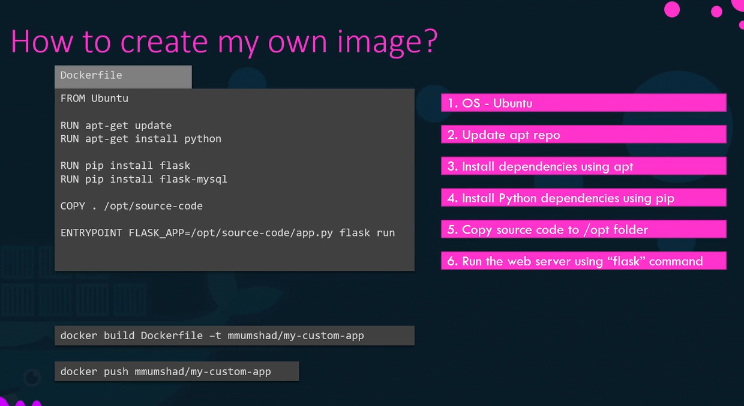 How to create my own image?
Dockerfile
FROM Ubuntu
RUN apt-get update
RUN apt-get install python
RUN pip install flask
RUN pip install flask-mysql
COPY . /opt/source-code
ENTRYPOINT FLASK_APP=/opt/source-code/app.py flask run
docker build Dockerfile –t mmumshad/my-custom-app
docker push mmumshad/my-custom-app
1. OS - Ubuntu
2. Update apt repo
3. Install dependencies using apt
4. Install Python dependencies using pip
5. Copy source code to /opt folder
6. Run the web server using “flask” command